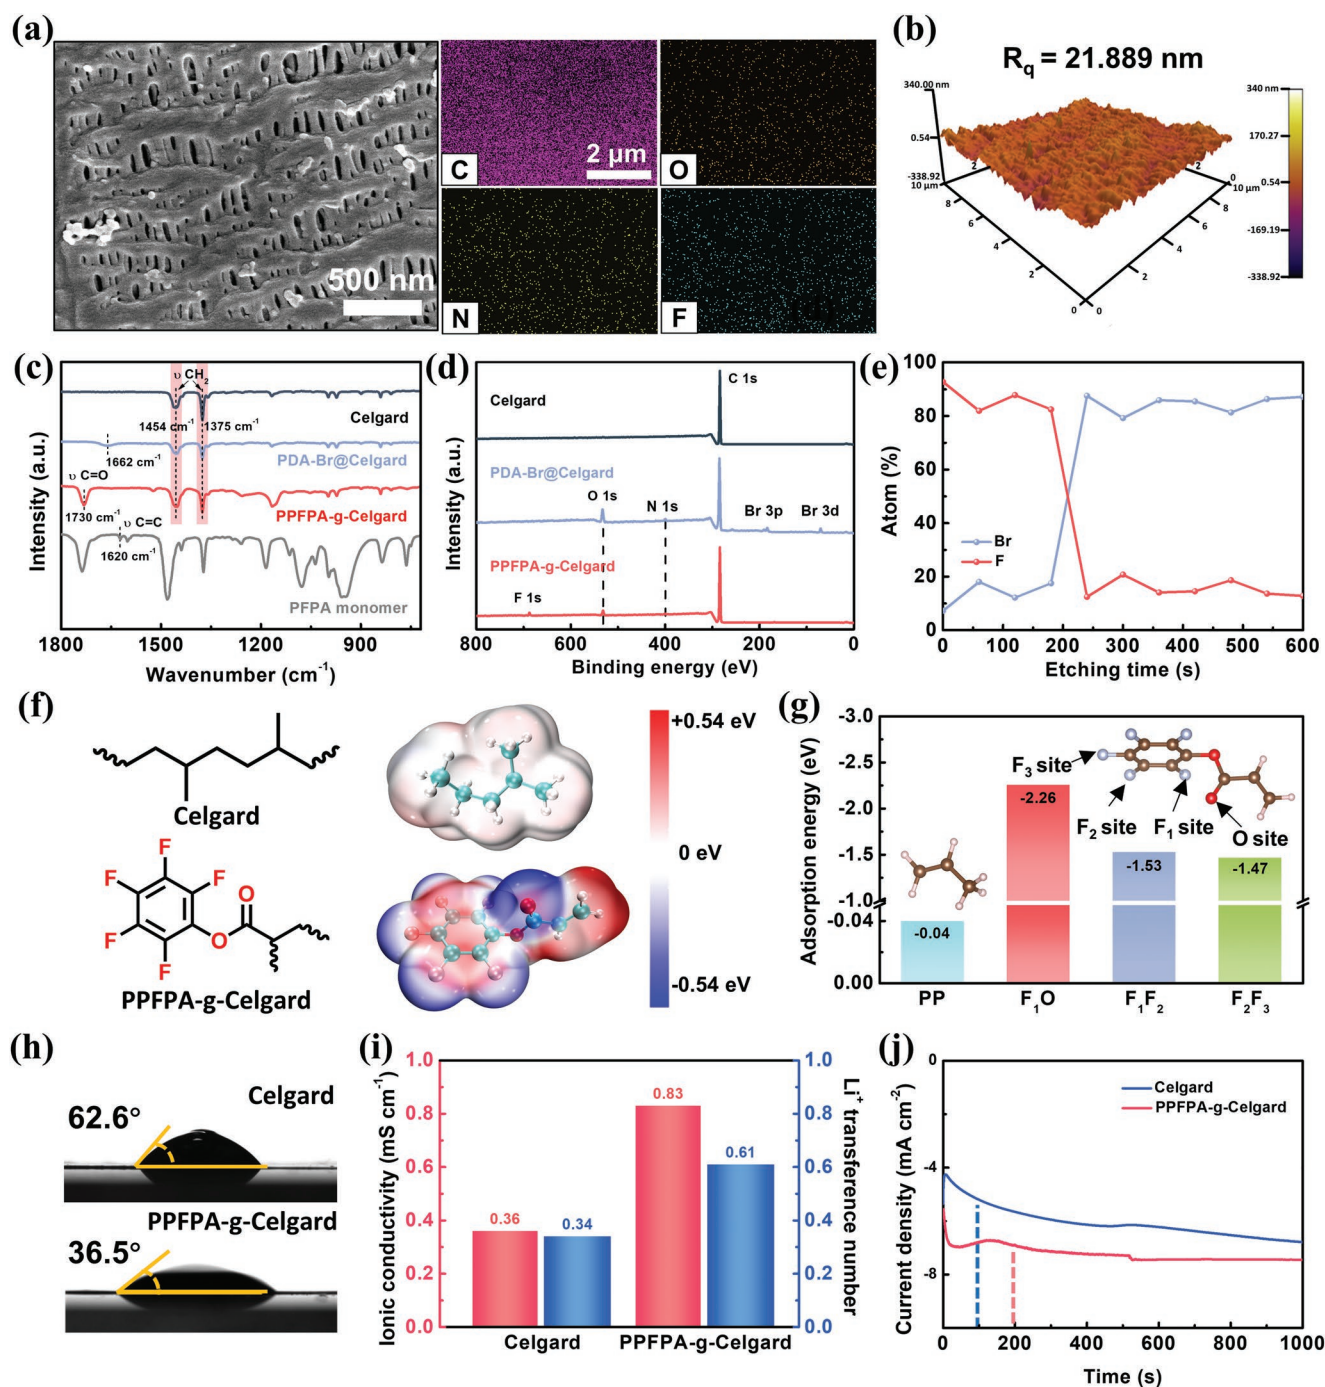 (a)
500 nm
C
2 μm
O
N
F
(b)
Rq = 21.889 nm
340.00 nm
0.54
-338.92
10 μm
8
6
4
2
0
0
2
4
6
8
10 μm
2
2
0
340 nm
170.27
0.54
-169.19
-338.92
(c)
υ CH2
Celgard
1454 cm-1
1375 cm-1
1662 cm-1
PDA-Br@Celgard
υ C=O
1730 cm-1
PPFPA-g-Celgard
υ C=C
1620 cm-1
PFPA monomer
Intensity (a.u.)
1800
1500
1200
900
Wavenumber (cm-1)
(d)
Celgard
C 1s
PDA-Br@Celgard
O 1s
N 1s
Br 3p
Br 3d
PPFPA-g-Celgard
F 1s
Intensity (a.u.)
800
600
400
200
0
Binding energy (eV)
(e)
100
80
60
40
20
0
Atom (%)
Br
F
0
100
200
300
400
500
600
Etching time (s)
(f)
Celgard
F
F
F
F
F
O
O
PPFPA-g-Celgard
+0.54 eV
0 eV
-0.54 eV
(g)
Adsorption energy (eV)
-3.0
-2.5
-2.0
-1.5
-1.0
-0.04
0.00
F3 site
F2 site
F1 site
O site
-0.04
-2.26
-1.53
-1.47
PP
F1O
F1F2
F2F3
(h)
Celgard
62.6°
PPFPA-g-Celgard
36.5°
(i)
Ionic conductivity (mS cm-1)
1.0
0.8
0.6
0.4
0.2
0.0
0.36
0.34
0.83
0.61
Celgard
PPFPA-g-Celgard
1.0
0.8
0.6
0.4
0.2
0.0
Li+ transference number
(j)
Current density (mA cm-2)
0
-4
-8
Celgard
PPFPA-g-Celgard
0
200
400
600
800
1000
Time (s)